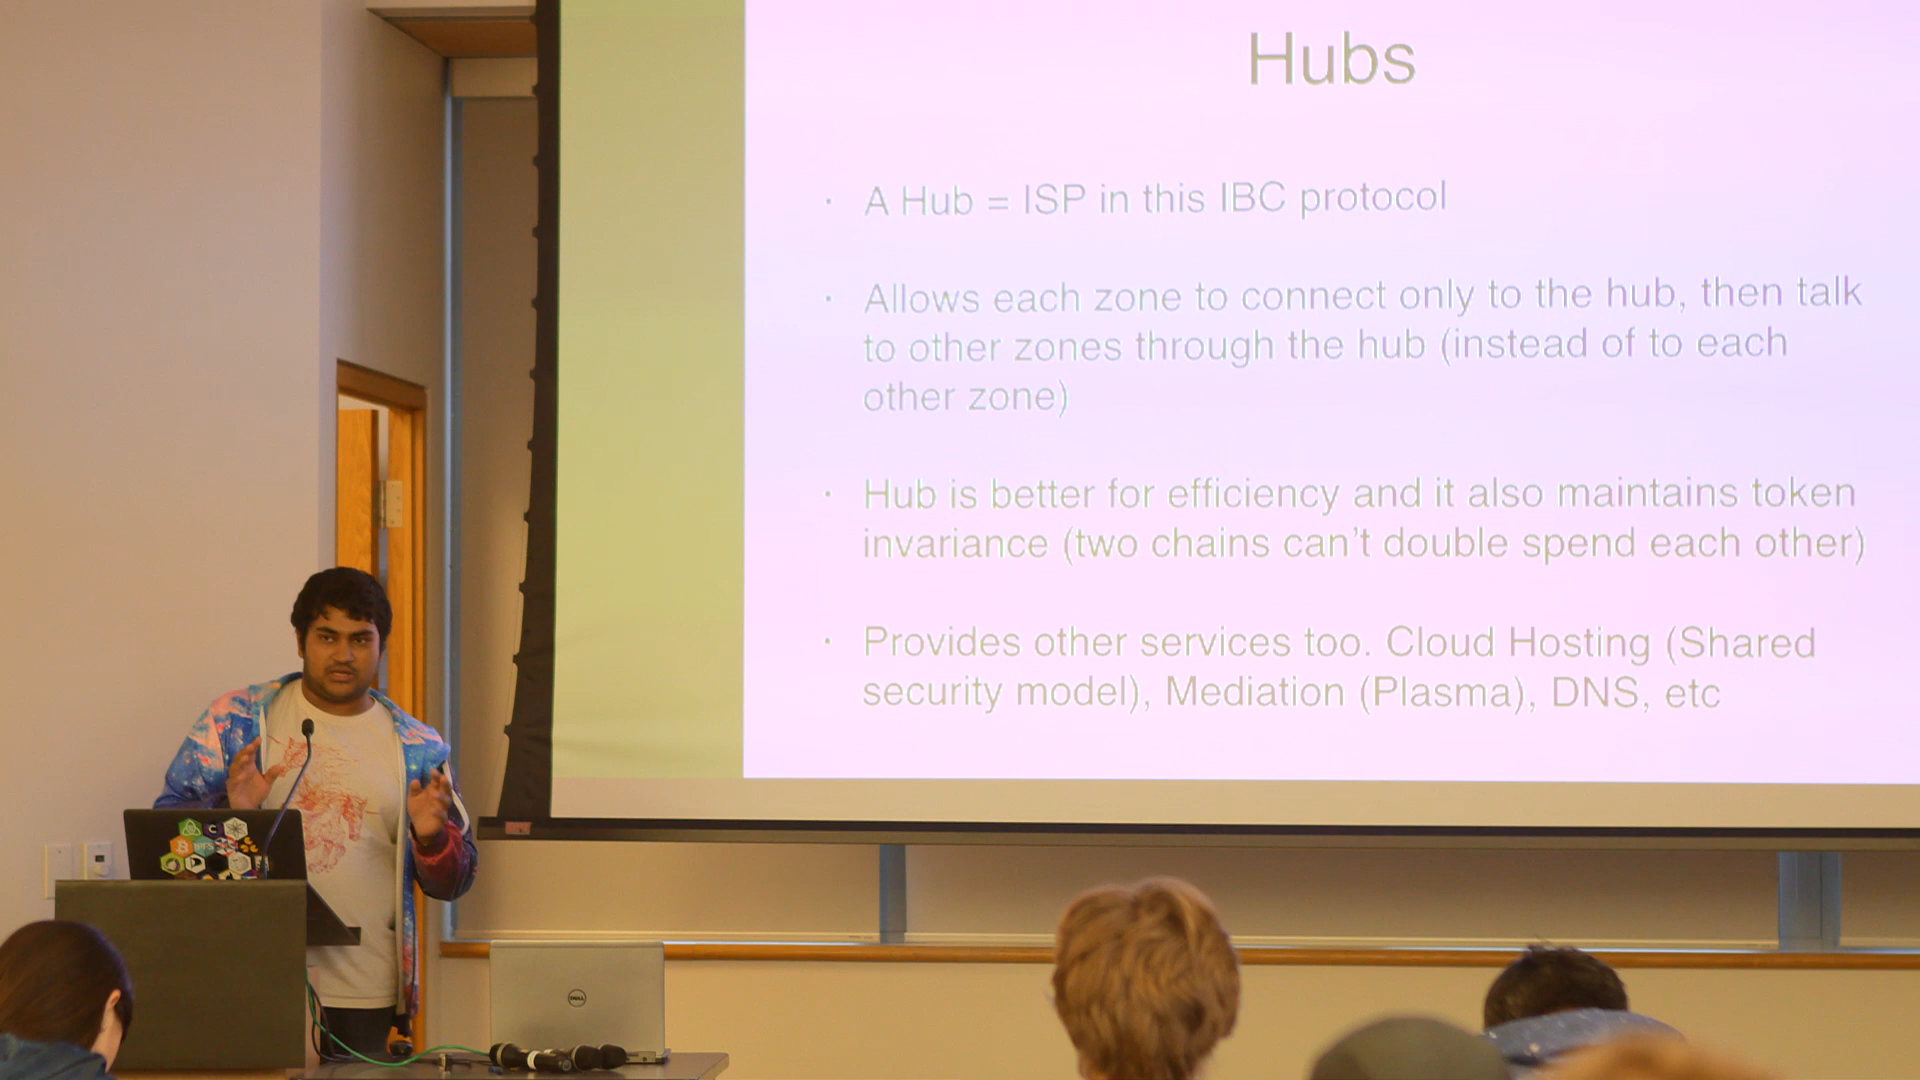 Hubs
· A Hub = ISP in this IBC protocol
· Allows each zone to connect only to the hub, then talk
to other zones through the hub (instead of to each
other zone)
· Hub is better for efficiency and it also maintains token
invariance (two chains can't double spend each other)
· Provides other services too. Cloud Hosting (Shared
security model), Mediation (Plasma), DNS, etc
DELL